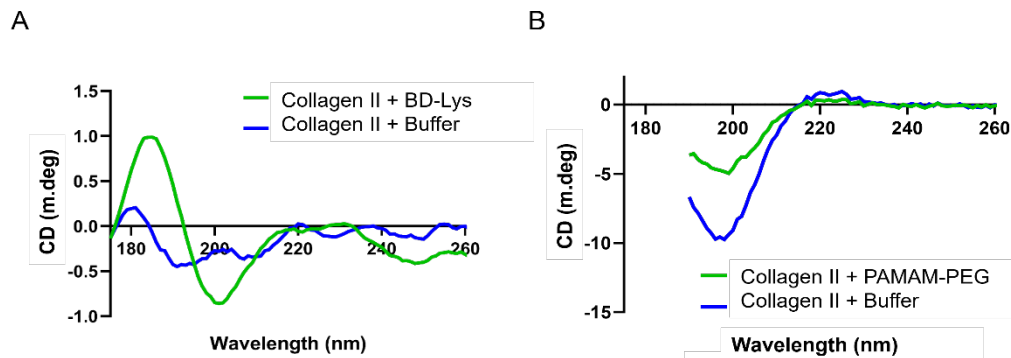 A
B
Collagen II + BD-Lys
Collagen II + Buffer
CD (m.deg)
1.5
1.0
0.5
0.0
-0.5
-1.0
180
200
220
240
260
Wavelength (nm)
CD (m.deg)
0
-5
-10
-15
180
200
220
240
260
Collagen II + PAMAM-PEG
Collagen II + Buffer
Wavelength (nm)